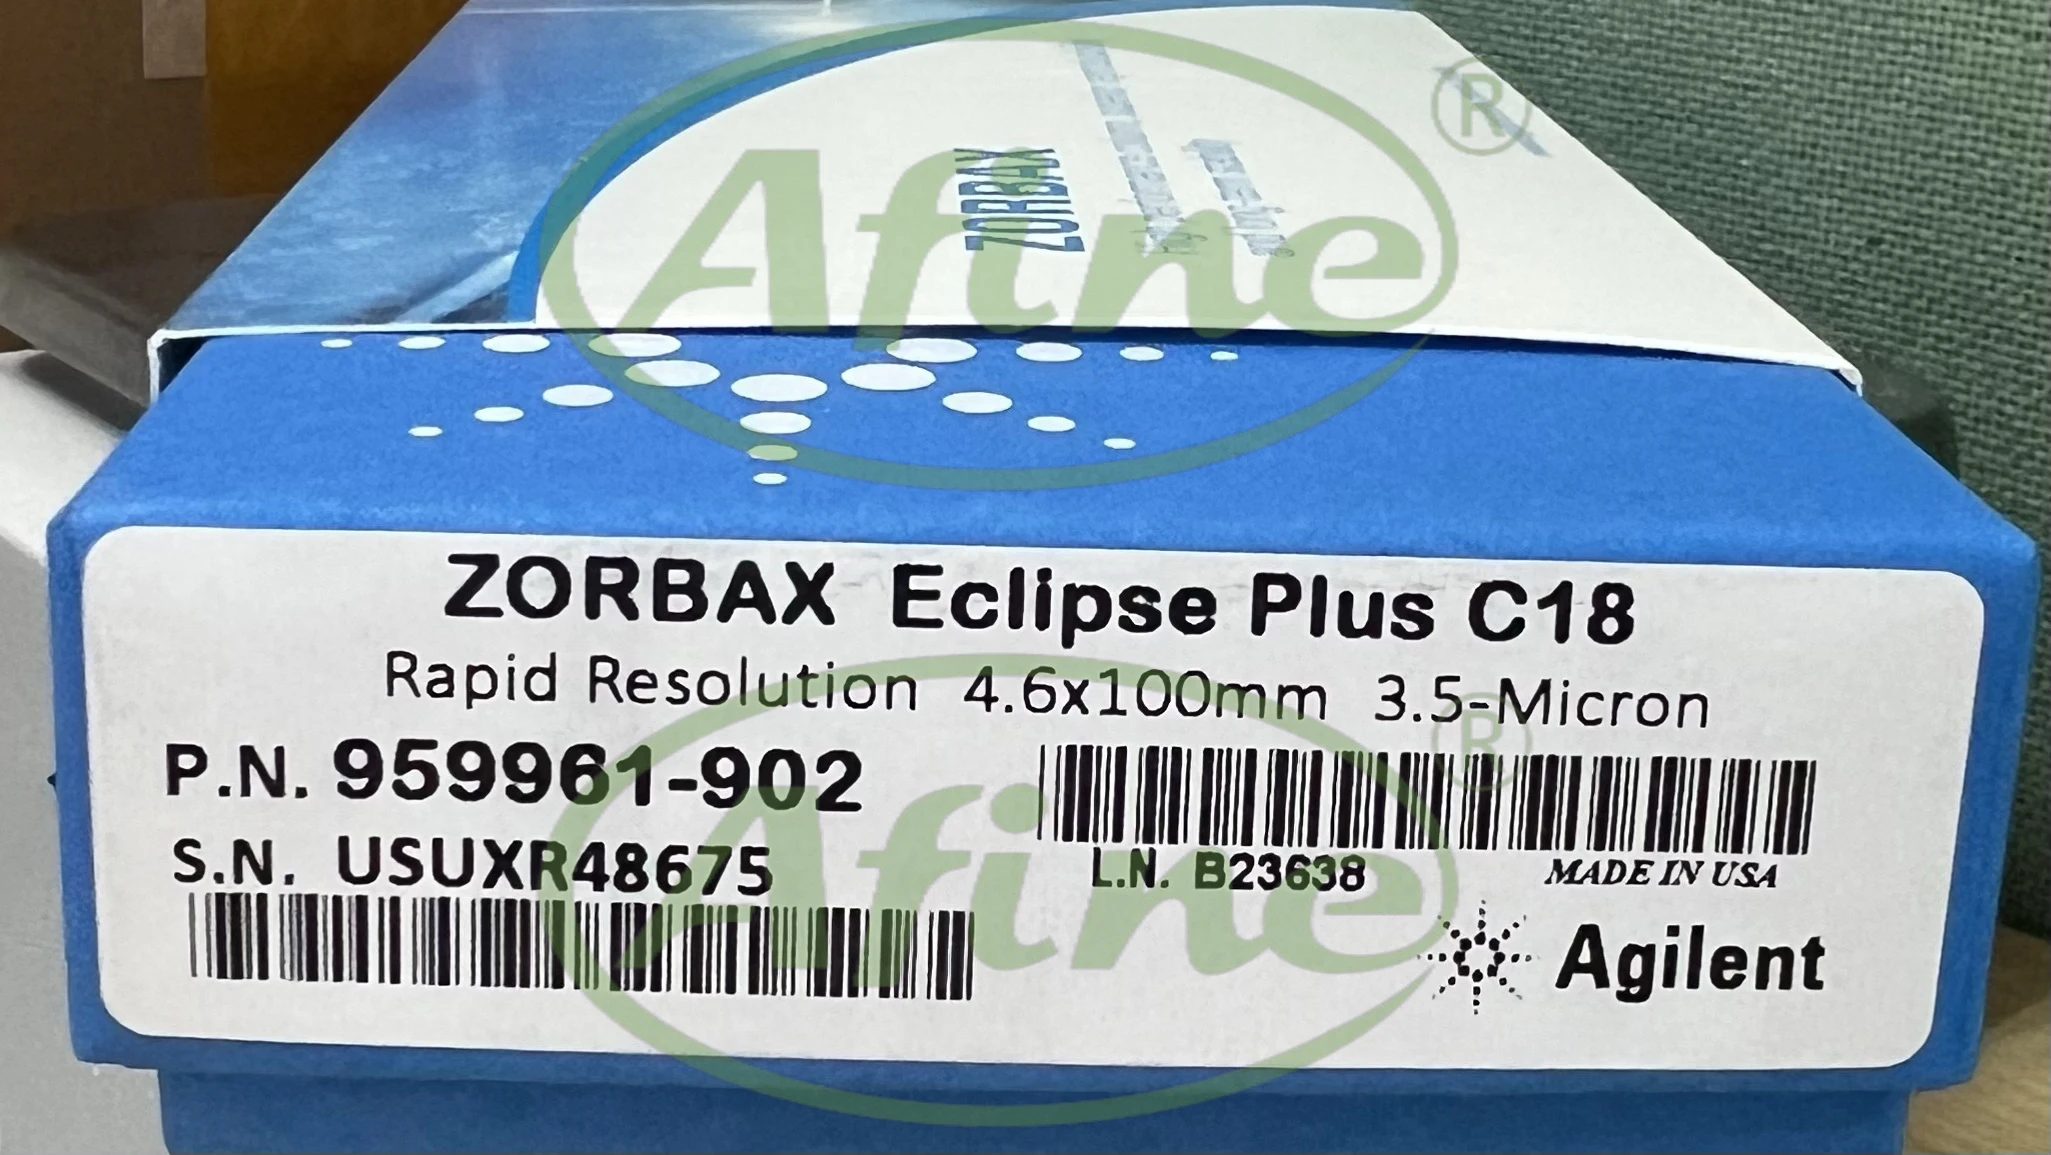 Afine ®
ZORBAX
ZORBAX Eclipse Plus C18
Rapid Resolution 4.6x100mm 3.5-Micron
P.N. 959961-902
S.N. USUXR48675
L.N. B23638
MADE IN USA
Agilent
Afine ®